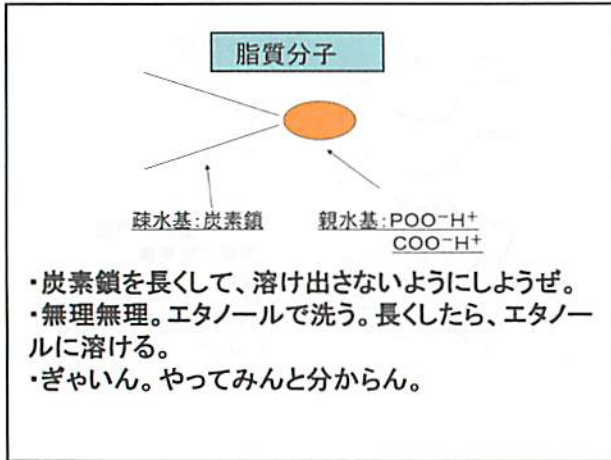 脂質分子
疎水基:炭素鎖
親水基:POO⁻H⁺
COO⁻H⁺
・炭素鎖を長くして、溶け出さないようにしようぜ。
・無理無理。エタノールで洗う。長くしたら、エタノー
ルに溶ける。
・ぎゃいん。やってみんと分からん。